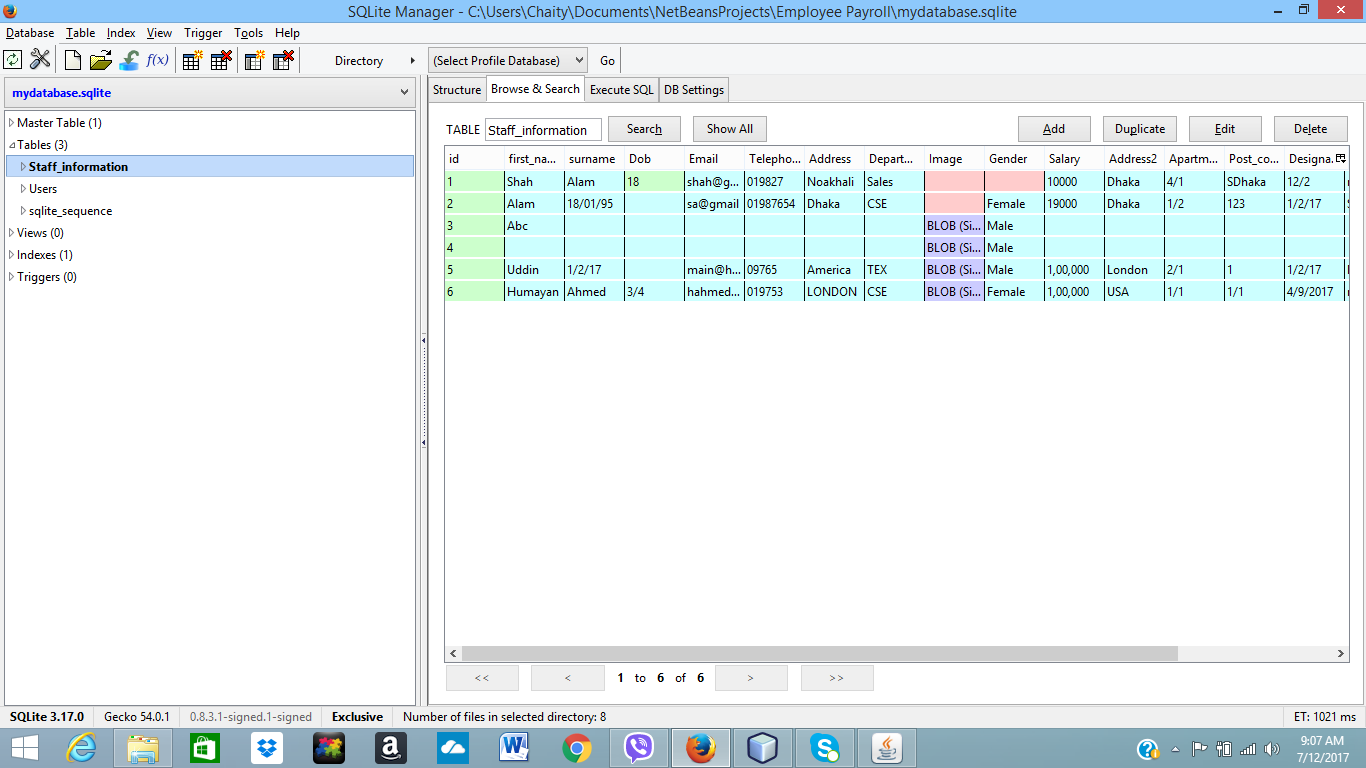 SQLite Manager - C:\Users\Chaity\Documents\NetBeansProjects\Employee Payroll\mydatabase.sqlite
Database Table Index View Trigger Tools Help
f(x) Directory (Select Profile Database) Go
mydatabase.sqlite
Master Table (1)
Tables (3)
Staff_information
Users
sqlite_sequence
Views (0)
Indexes (1)
Triggers (0)
Structure Browse & Search Execute SQL DB Settings
TABLE Staff_information Search Show All Add Duplicate Edit Delete
id first_na... surname Dob Email Telepho... Address Depart... Image Gender Salary Address2 Apartm... Post_co... Designa...
1 Shah Alam 18 shah@g... 019827 Noakhali Sales 10000 Dhaka 4/1 SDhaka 12/2
2 Alam 18/01/95 sa@gmail 01987654 Dhaka CSE Female 19000 Dhaka 1/2 123 1/2/17
3 Abc BLOB (Si... Male
4 BLOB (Si... Male
5 Uddin 1/2/17 main@h... 09765 America TEX BLOB (Si... Male 1,00,000 London 2/1 1 1/2/17
6 Humayan Ahmed 3/4 hahmed... 019753 LONDON CSE BLOB (Si... Female 1,00,000 USA 1/1 1/1 4/9/2017
<< < 1 to 6 of 6 > >>
SQLite 3.17.0 Gecko 54.0.1 0.8.3.1-signed.1-signed Exclusive Number of files in selected directory: 8 ET: 1021 ms
9:07 AM
7/12/2017